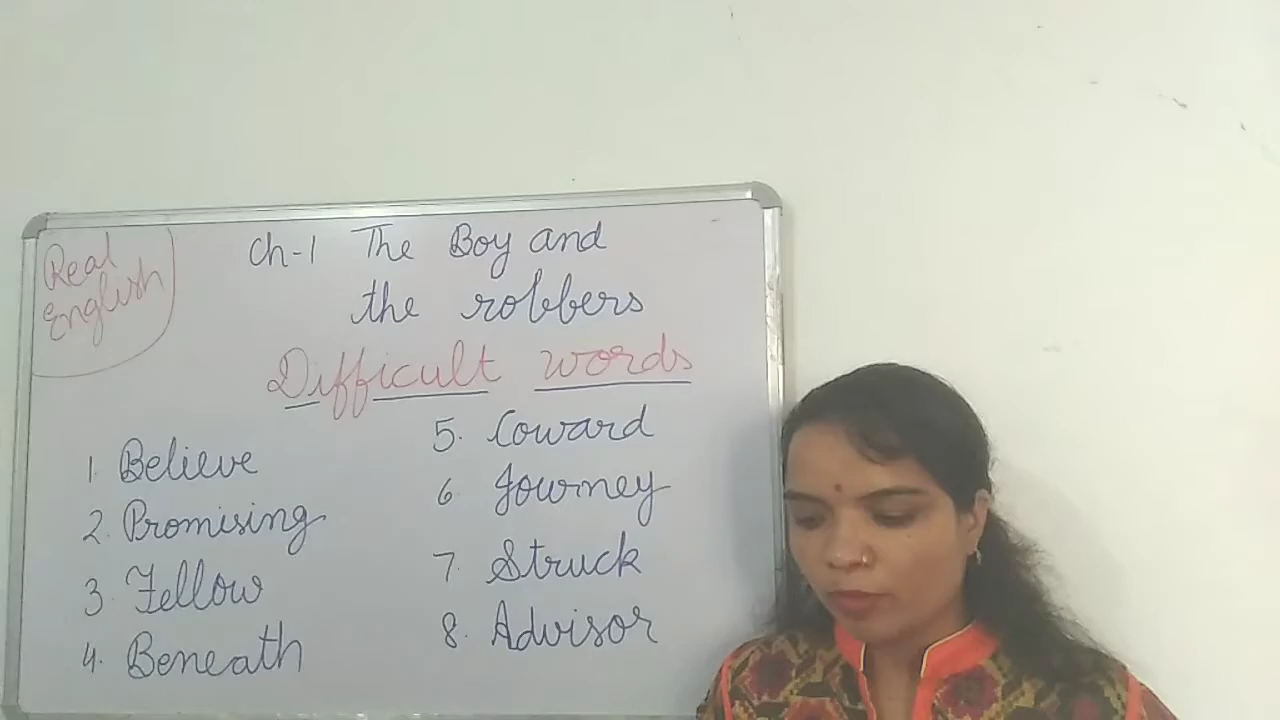 Real
English
Ch-1 The Boy and
the robbers
Difficult words
1. Believe
2. Promising
3. Fellow
4. Beneath
5. Coward
6. Journey
7. Struck
8. Advisor